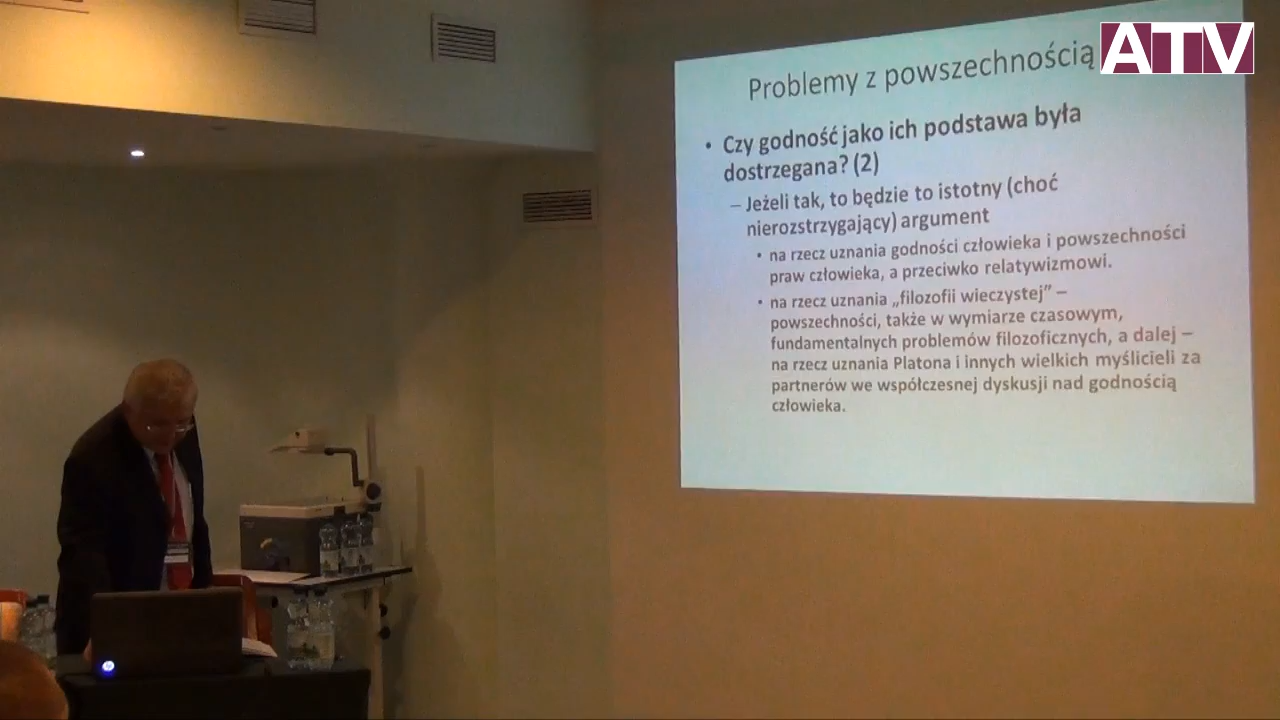 ATV
Problemy z powszechnością
• Czy godność jako ich podstawa była
dostrzegana? (2)
– Jeżeli tak, to będzie to istotny (choć
nierozstrzygający) argument
• na rzecz uznania godności człowieka i powszechności
praw człowieka, a przeciwko relatywizmowi.
• na rzecz uznania „filozofii wieczystej” –
powszechności, także w wymiarze czasowym,
fundamentalnych problemów filozoficznych, a dalej –
na rzecz uznania Platona i innych wielkich myślicieli za
partnerów we współczesnej dyskusji nad godnością
człowieka.